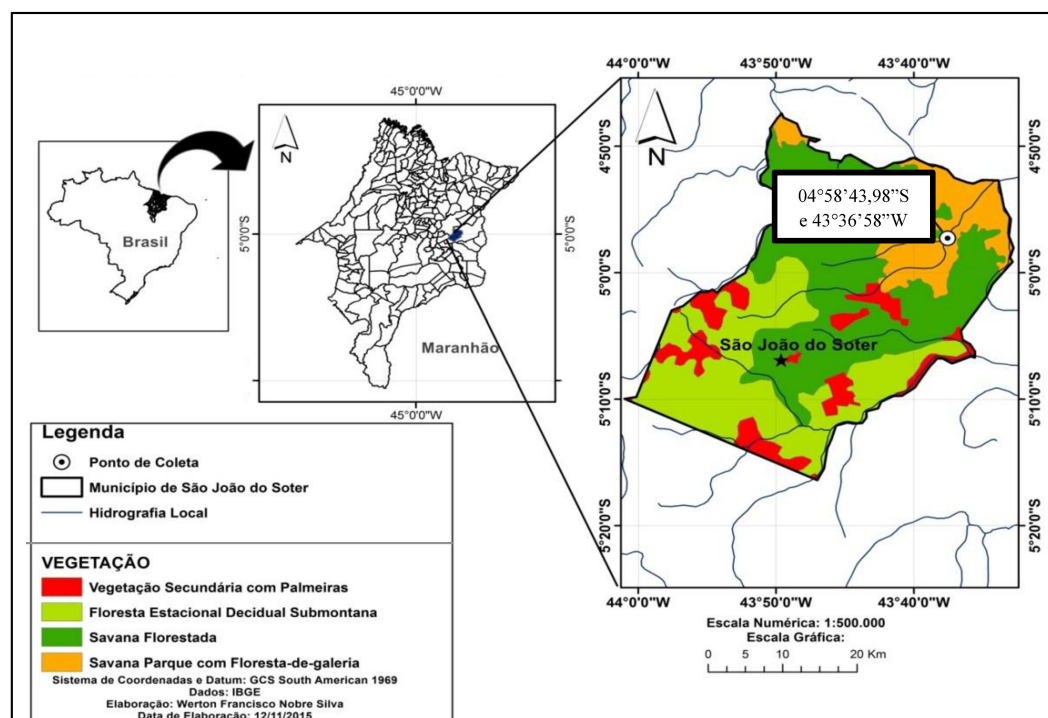 45°0'0"W
N
5°0'0"S
5°0'0"S
Brasil
Maranhão
45°0'0"W
44°0'0"W
43°50'0"W
43°40'0"W
N
4°50'0"S
4°50'0"S
04°58’43,98”S
e 43°36’58”W
5°0'0"S
5°0'0"S
São João do Soter
5°10'0"S
5°10'0"S
5°20'0"S
5°20'0"S
44°0'0"W
43°50'0"W
43°40'0"W
Escala Numérica: 1:500.000
Escala Gráfica:
0 5 10 20 Km
Legenda
Ponto de Coleta
Município de São João do Soter
Hidrografia Local
VEGETAÇÃO
Vegetação Secundária com Palmeiras
Floresta Estacional Decidual Submontana
Savana Florestada
Savana Parque com Floresta-de-galeria
Sistema de Coordenadas e Datum: GCS South American 1969
Dados: IBGE
Elaboração: Werton Francisco Nobre Silva
Data de Elaboração: 12/11/2015